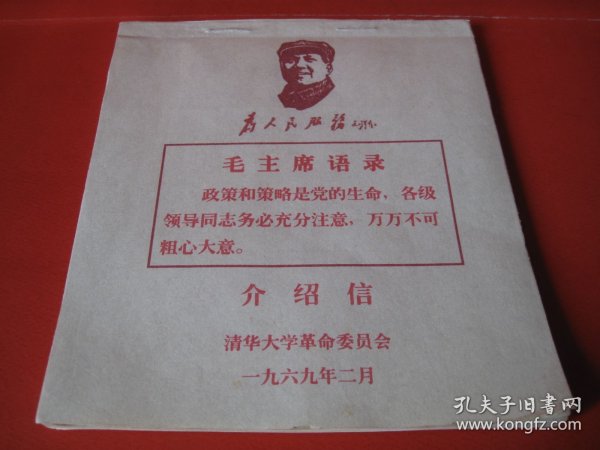 为人民服务
毛主席语录
政策和策略是党的生命，各级
领导同志务必充分注意，万万不可
粗心大意。
介绍信
清华大学革命委员会
一九六九年二月
孔夫子旧书网
www.kongfz.com